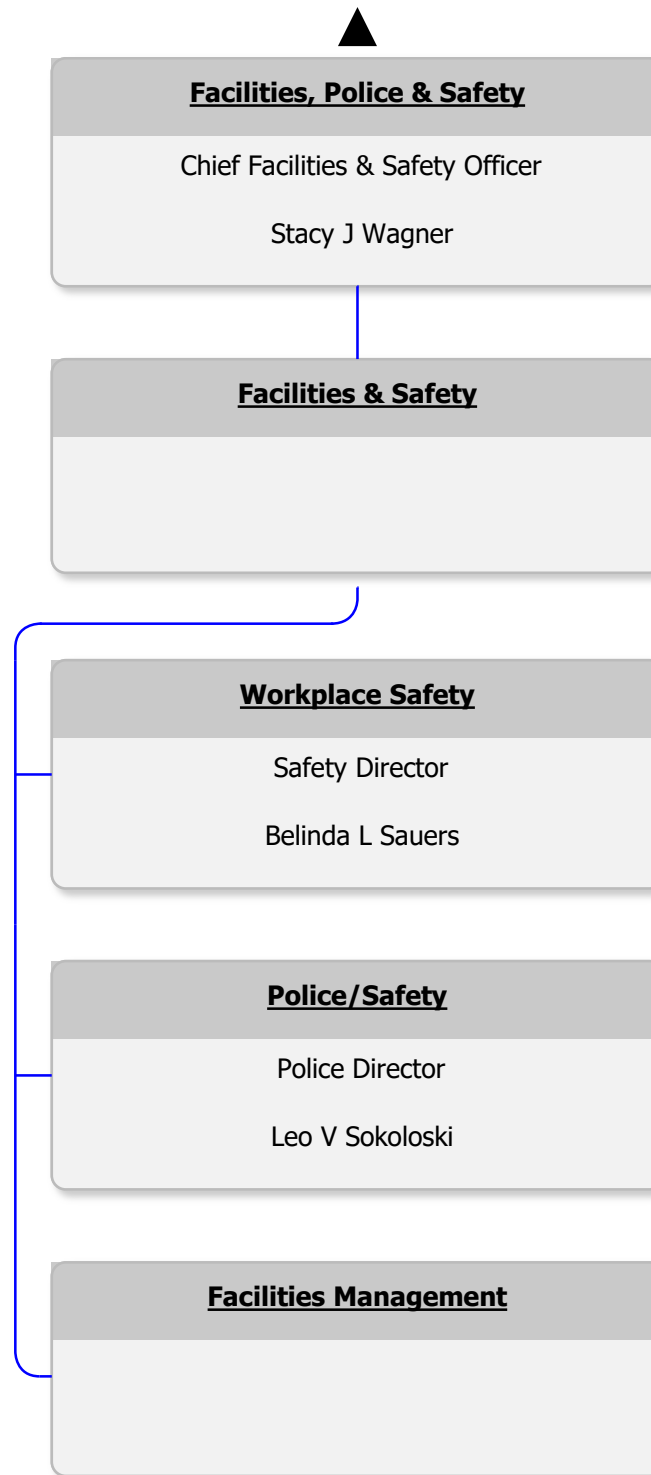 Facilities, Police & Safety
Chief Facilities & Safety Officer
Stacy J Wagner
Facilities & Safety
Workplace Safety
Safety Director
Belinda L Sauers
Police/Safety
Police Director
Leo V Sokoloski
Facilities Management